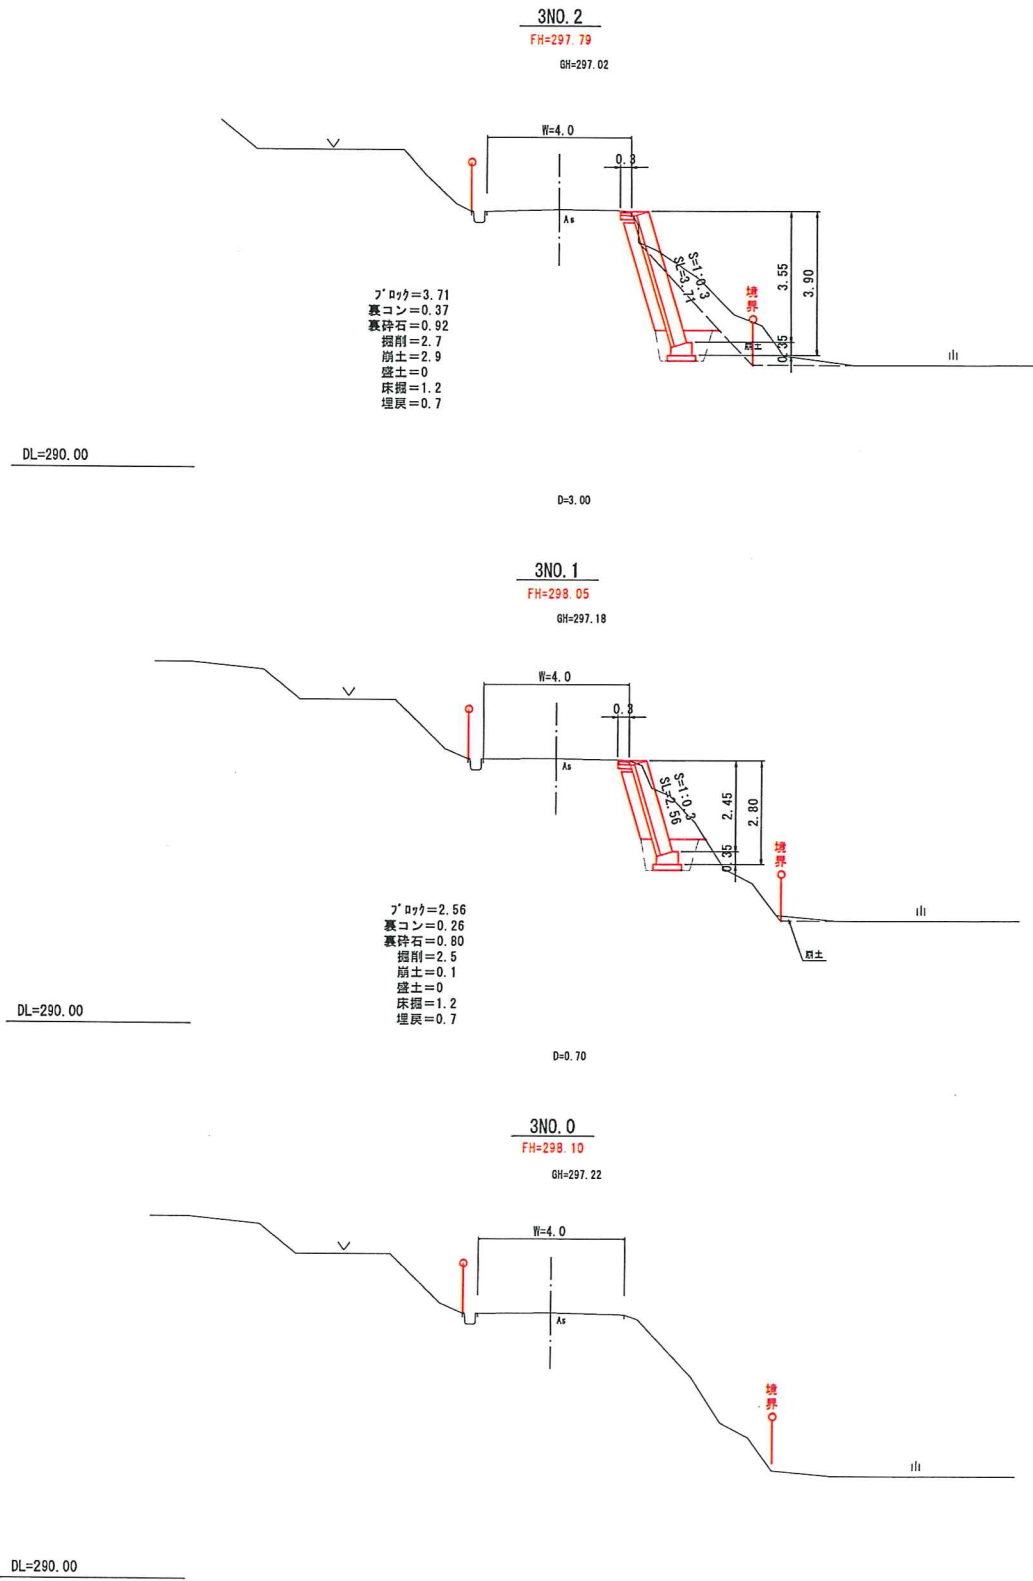 3NO.2
FH=297.79
GH=297.02
W=4.0
0.3
As
S=1:0.3
SL=3.71
3.55
3.90
0.35
境界
崩土
ブロック=3.71
裏コン=0.37
裏砕石=0.92
掘削=2.7
崩土=2.9
盛土=0
床掘=1.2
埋戻=0.7
DL=290.00
D=3.00
3NO.1
FH=298.05
GH=297.18
W=4.0
0.3
As
S=1:0.3
SL=2.56
2.45
2.80
0.35
境界
崩土
ブロック=2.56
裏コン=0.26
裏砕石=0.80
掘削=2.5
崩土=0.1
盛土=0
床掘=1.2
埋戻=0.7
DL=290.00
D=0.70
3NO.0
FH=298.10
GH=297.22
W=4.0
As
境界
DL=290.00